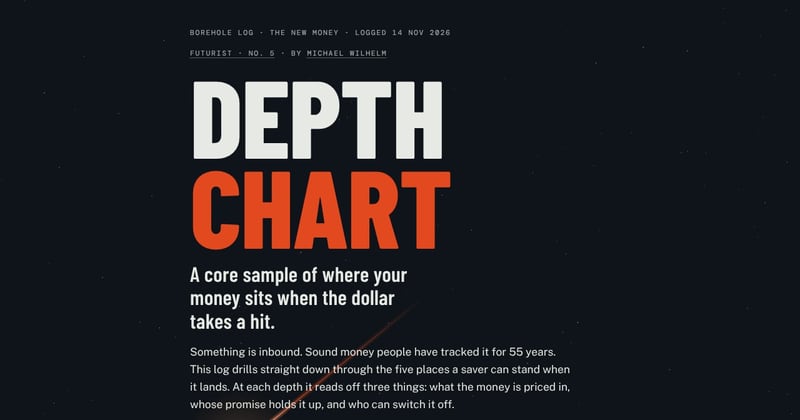 BOREHOLE LOG · THE NEW MONEY · LOGGED 14 NOV 2026
FUTURIST · NO. 5 · BY MICHAEL WILHELM
DEPTH
CHART
A core sample of where your
money sits when the dollar
takes a hit.
Something is inbound. Sound money people have tracked it for 55 years.
This log drills straight down through the five places a saver can stand when
it lands. At each depth it reads off three things: what the money is priced in,
whose promise holds it up, and who can switch it off.